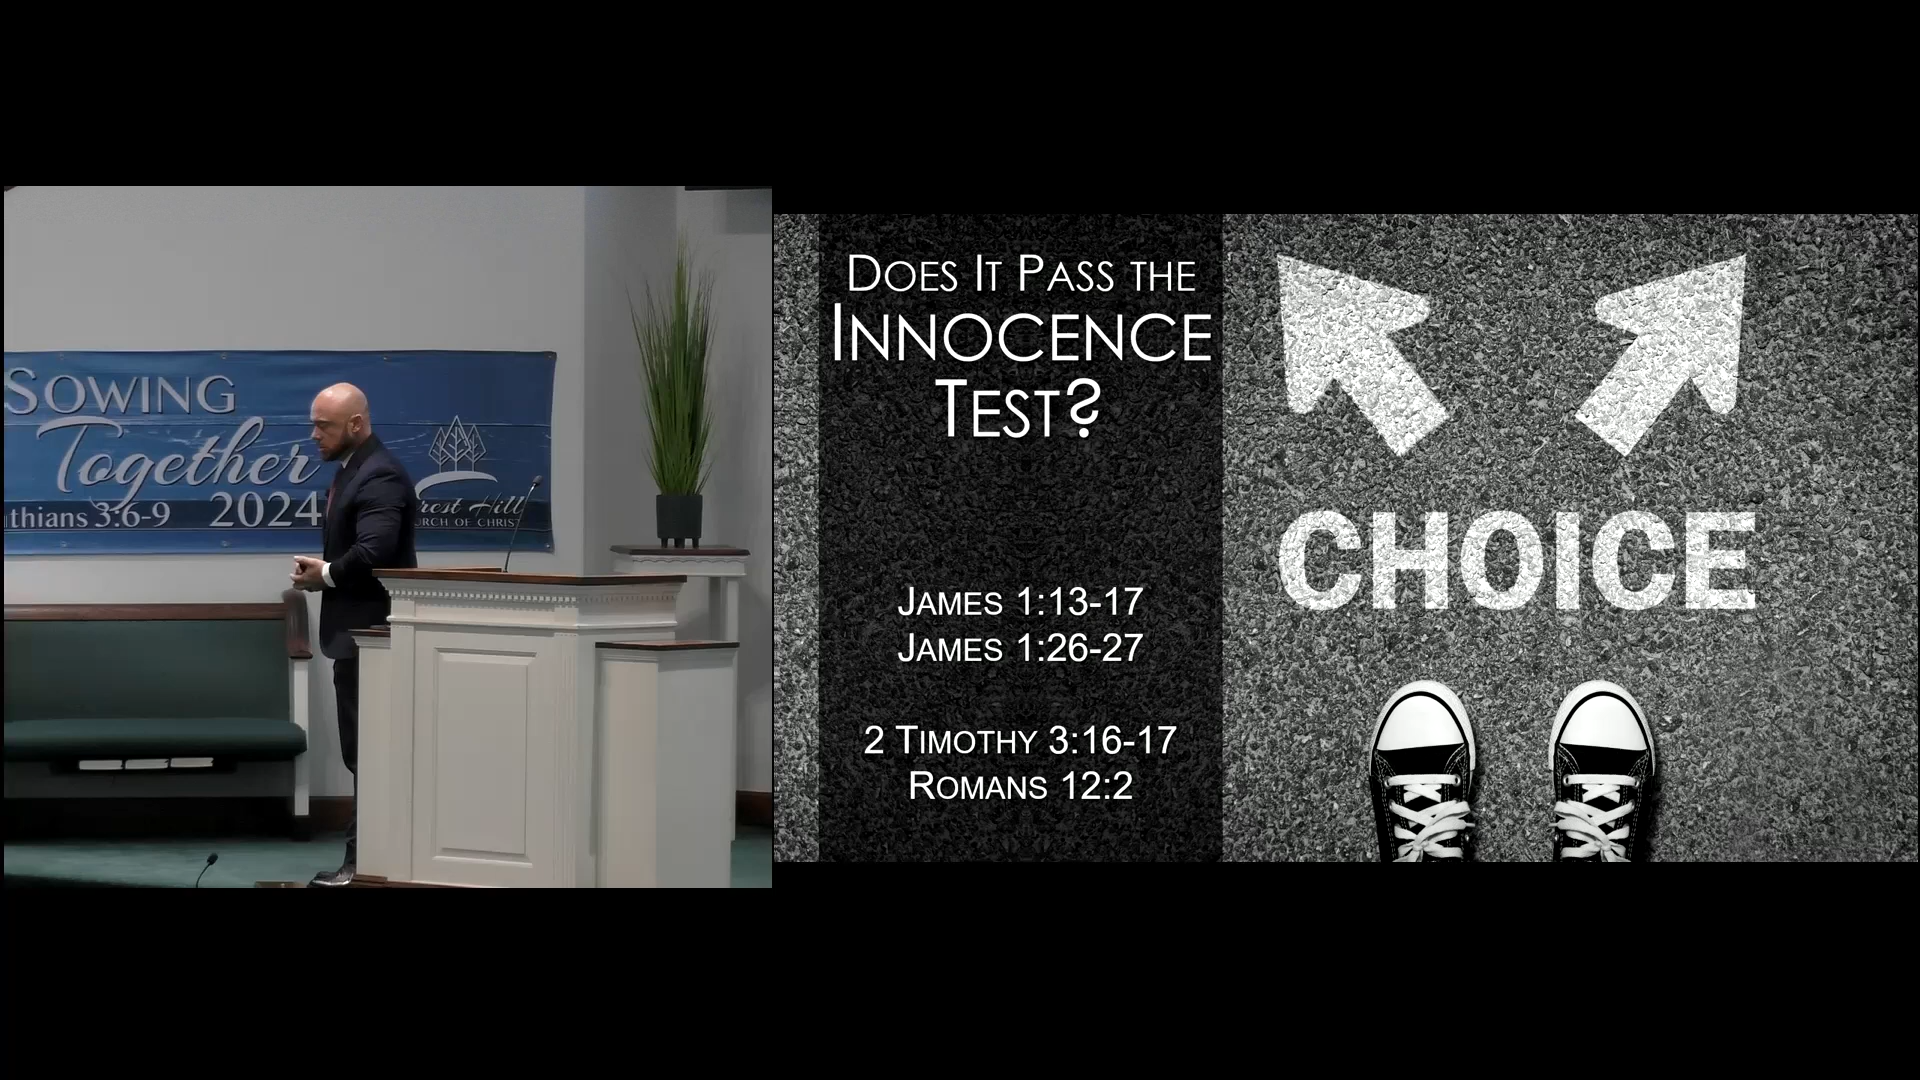 SOWING
Together
thians 3:6-9 2024
rest Hill
URCH OF CHRIST
DOES IT PASS THE
INNOCENCE
TEST?
JAMES 1:13-17
JAMES 1:26-27
2 TIMOTHY 3:16-17
ROMANS 12:2
CHOICE